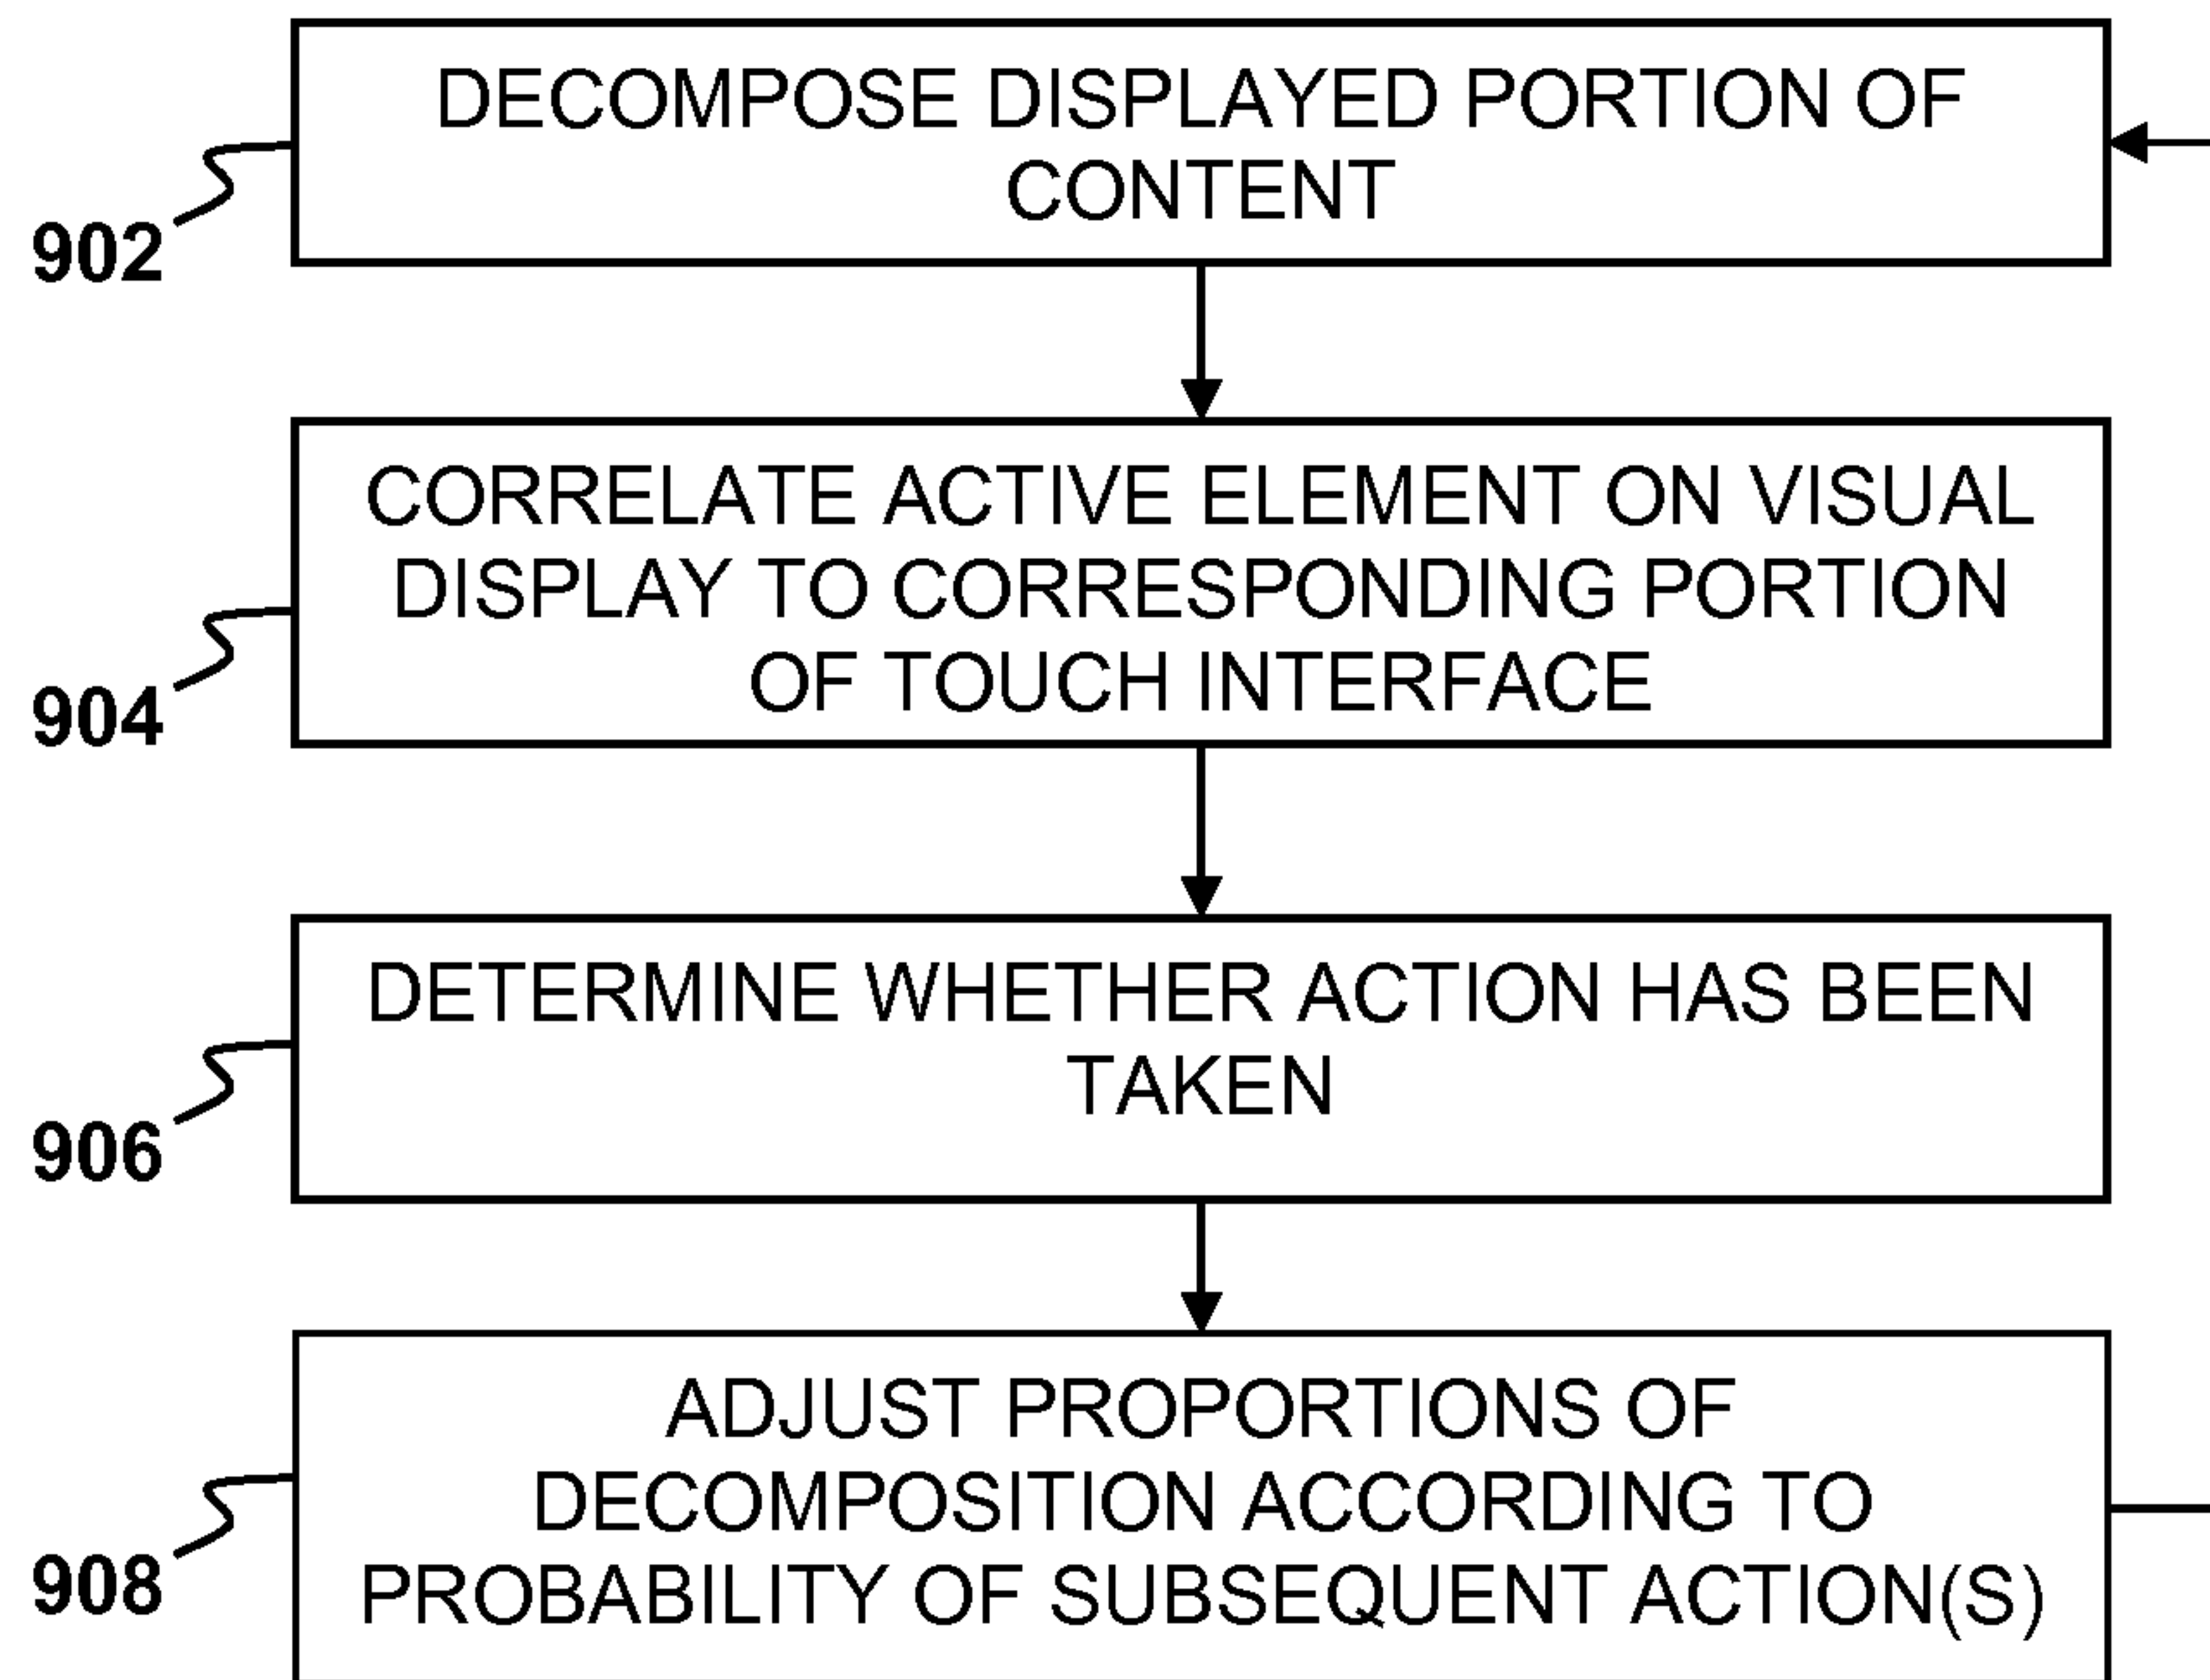 DECOMPOSE DISPLAYED PORTION OF
CONTENT
902
CORRELATE ACTIVE ELEMENT ON VISUAL
DISPLAY TO CORRESPONDING PORTION
OF TOUCH INTERFACE
904
DETERMINE WHETHER ACTION HAS BEEN
TAKEN
906
ADJUST PROPORTIONS OF
DECOMPOSITION ACCORDING TO
PROBABILITY OF SUBSEQUENT ACTION(S)
908